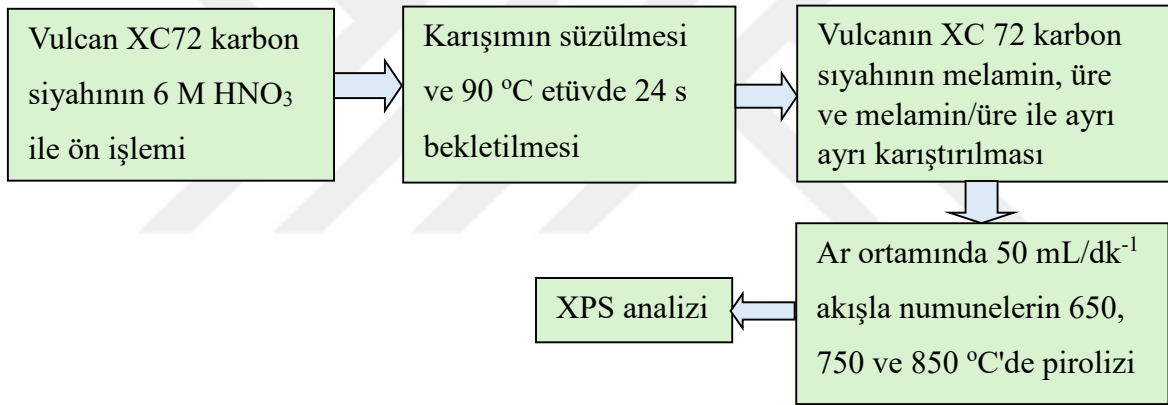 Vulcan XC72 karbon
siyahının 6 M HNO₃
ile ön işlemi
Karışımın süzülmesi
ve 90 ºC etüvde 24 s
bekletilmesi
Vulcanın XC 72 karbon
sıyahının melamin, üre
ve melamin/üre ile ayrı
ayrı karıştırılması
Ar ortamında 50 mL/dk⁻¹
akışla numunelerin 650,
750 ve 850 ºC'de pirolizi
XPS analizi